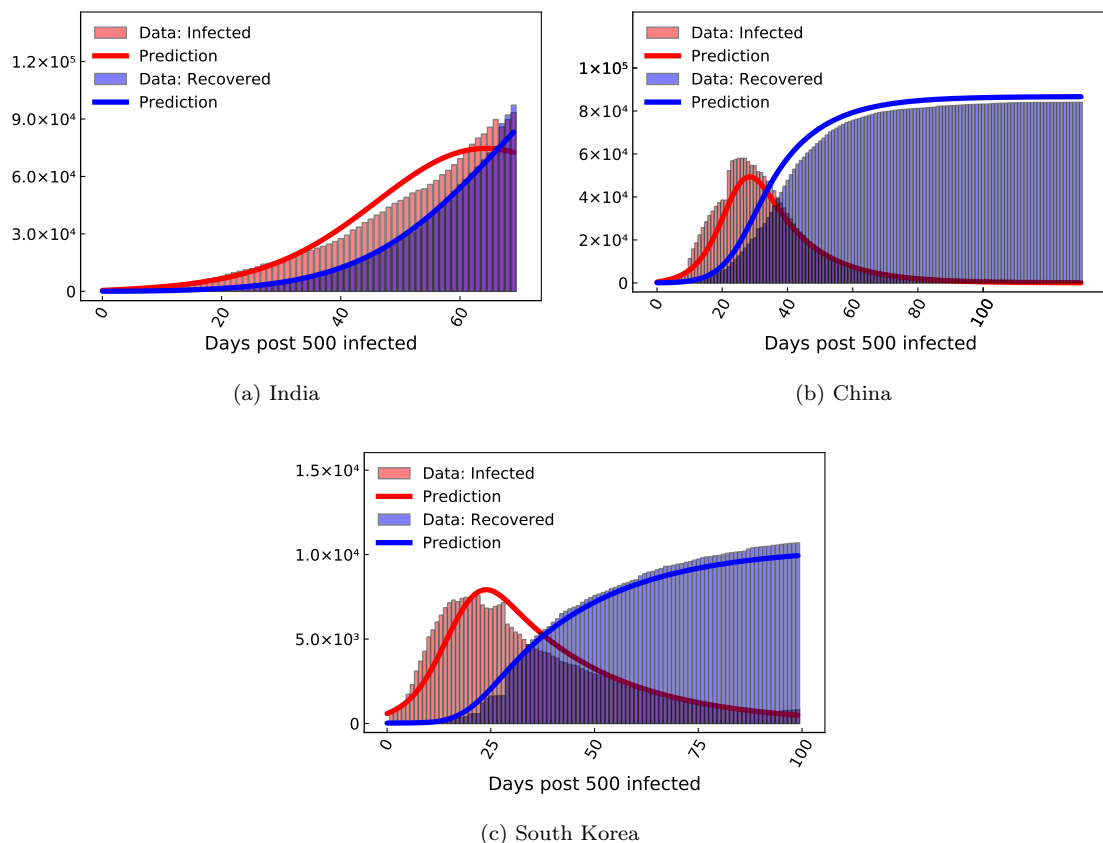 Data: Infected
Prediction
Data: Recovered
Prediction
1.2×10⁵
9.0×10⁴
6.0×10⁴
3.0×10⁴
0
0
20
40
60
Days post 500 infected
(a) India
Data: Infected
Prediction
Data: Recovered
Prediction
1×10⁵
8×10⁴
6×10⁴
4×10⁴
2×10⁴
0
0
20
40
60
80
100
Days post 500 infected
(b) China
Data: Infected
Prediction
Data: Recovered
Prediction
1.5×10⁴
1.0×10⁴
5.0×10³
0
0
25
50
75
100
Days post 500 infected
(c) South Korea